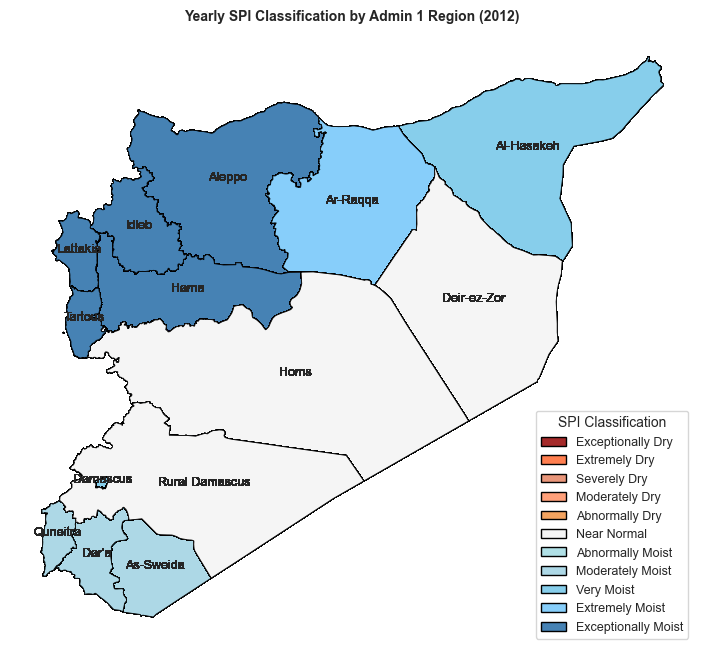 Yearly SPI Classification by Admin 1 Region (2012)
Al-Hasakeh
Aleppo
Ar-Raqqa
Idleb
Lattakia
Hama
Deir-ez-Zor
Tartous
Homs
Damascus
Rural Damascus
Quneitra
Dar'a
As-Sweida
SPI Classification
Exceptionally Dry
Extremely Dry
Severely Dry
Moderately Dry
Abnormally Dry
Near Normal
Abnormally Moist
Moderately Moist
Very Moist
Extremely Moist
Exceptionally Moist